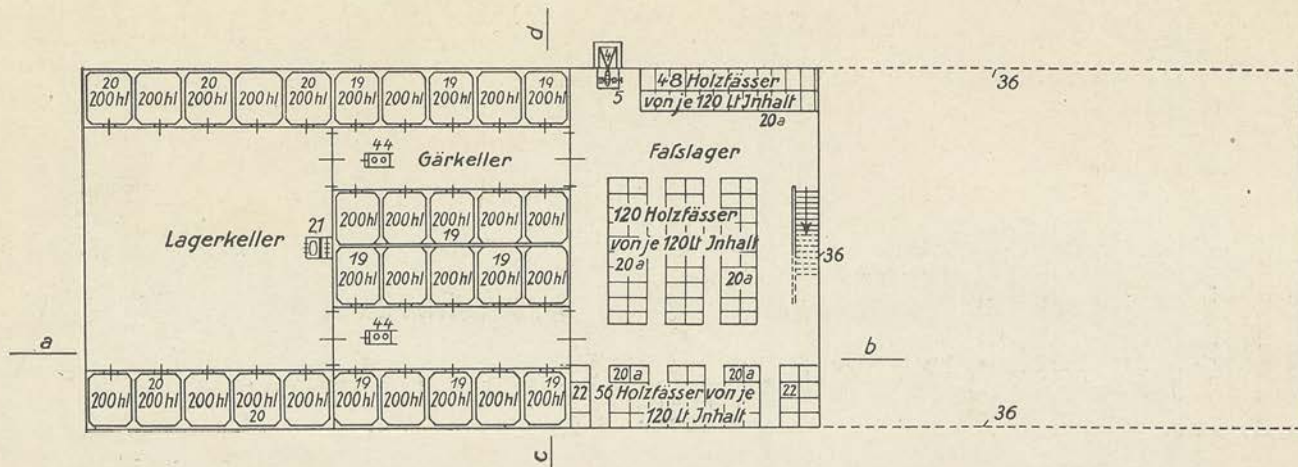 d
4
5
48 Holzfässer
von je 120 Lt Jnhalt
20a
36
20 20 20 19 19 19
200hl 200hl 200hl 200hl 200hl 200hl 200hl 200hl 200hl 200hl
44
Gärkeller
Faßlager
200hl 200hl 200hl 200hl 200hl
19
21
Lagerkeller
120 Holzfässer
von je 120Lt Jnhalt
20a
20a
36
19 19
200hl 200hl 200hl 200hl 200hl
44
a
b
20 19 19 19
200hl 200hl 200hl 200hl 200hl 200hl 200hl 200hl 200hl 200hl
20
20a 20a
22 56 Holzfässer von je 22
120 Lt Jnhalt
36
c